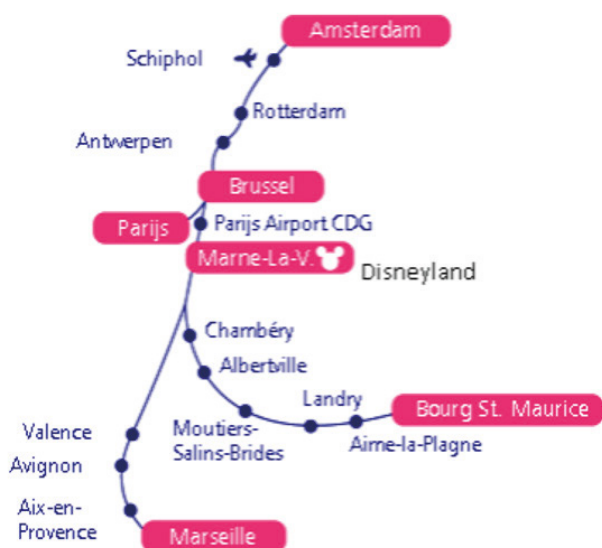 Amsterdam
Schiphol
Rotterdam
Antwerpen
Brussel
Parijs Airport CDG
Parijs
Marne-La-V.
Disneyland
Chambéry
Albertville
Landry
Bourg St. Maurice
Moutiers-
Salins-Brides
Aime-la-Plagne
Valence
Avignon
Aix-en-
Provence
Marseille